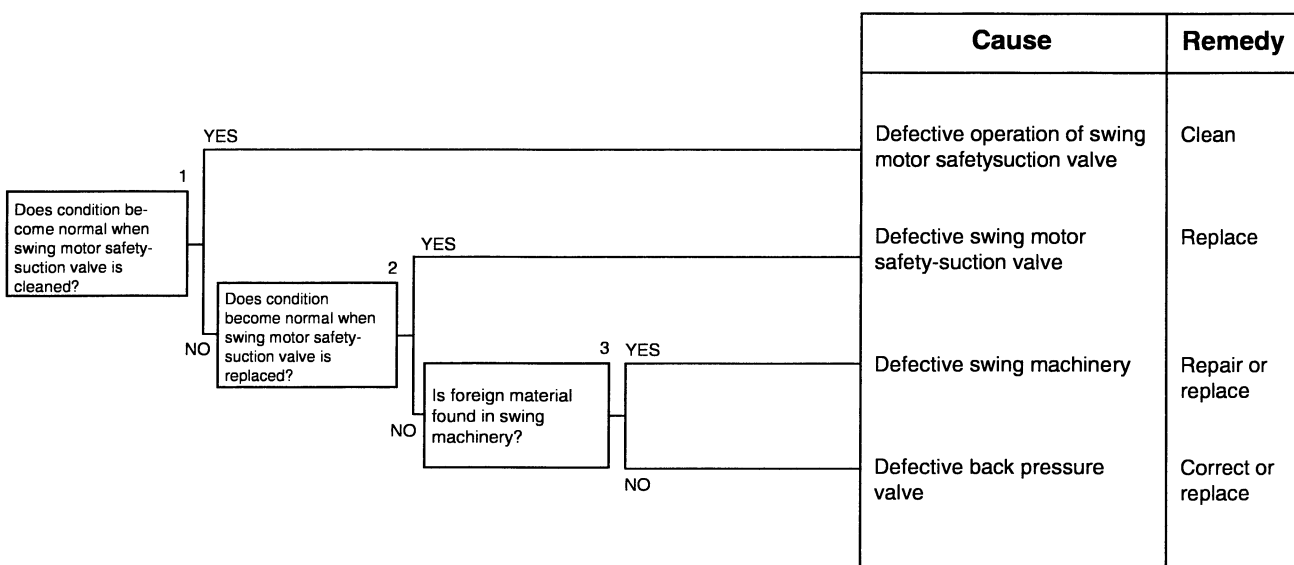 Cause
Remedy
YES
Defective operation of swing
motor safetysuction valve
Clean
1
Does condition be-
come normal when
swing motor safety-
suction valve is
cleaned?
YES
Defective swing motor
safety-suction valve
Replace
2
NO
Does condition
become normal when
swing motor safety-
suction valve is
replaced?
3
YES
Defective swing machinery
Repair or
replace
NO
Is foreign material
found in swing
machinery?
NO
Defective back pressure
valve
Correct or
replace